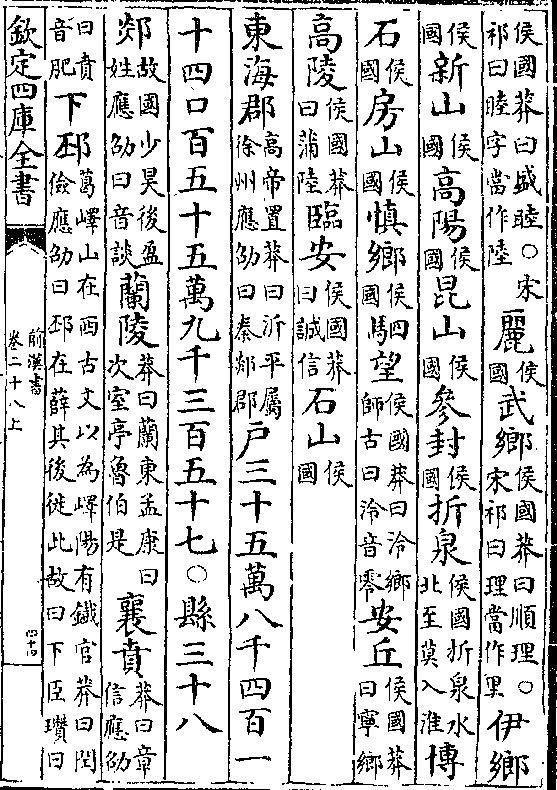 侯國莽曰盛睦○宋祁曰睦字當作陸麗侯國武鄉侯國莽曰順理○宋祁曰理當作里伊鄉
侯國新山侯國高陽侯國昆山侯國參封侯國折泉侯國折泉水北至莫入淮博
石侯國房山侯國慎鄉侯國駟望侯國莽曰泠鄉師古曰泠音零安丘侯國莽曰寧鄉
高陵侯國莽曰蒲陸臨安侯國莽曰誠信石山侯國
東海郡高帝置莽曰沂平屬徐州應劭曰秦郯郡戶三十五萬八千四百一
十四口百五十五萬九千三百五十七○縣三十八
郯故國少昊後盈姓應劭曰音談蘭陵莽曰蘭東孟康曰次室亭魯伯是襄賁莽曰章信應劭
曰賁音肥下邳葛嶧山在西古文以為嶧陽有鐵官莽曰閏儉應劭曰邳在薛其後徙此故曰下臣瓚曰
欽定四庫全書
前漢書
卷二十八上